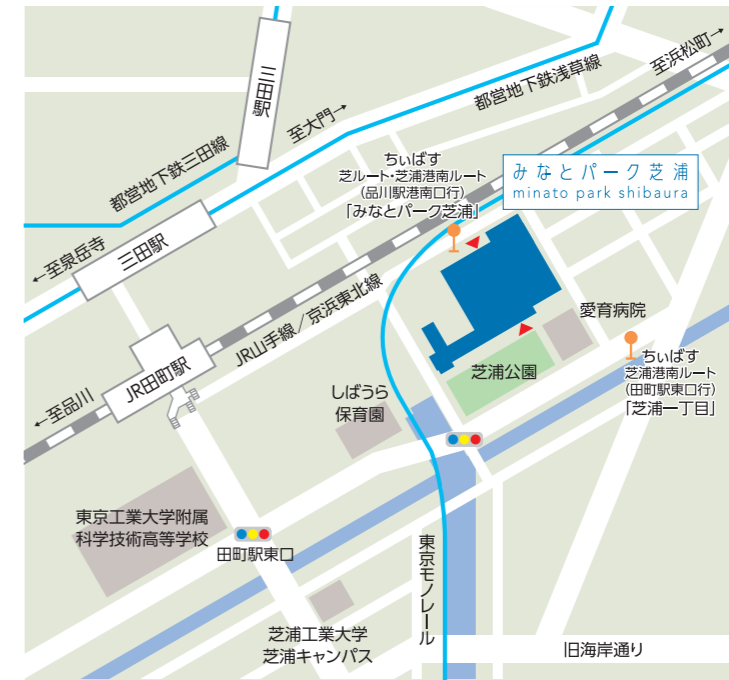 三田駅
至浜松町→
都営地下鉄浅草線
至大門→
都営地下鉄三田線
ちぃばす
芝ルート・芝浦港南ルート
（品川駅港南口行）
「みなとパーク芝浦」
みなとパーク芝浦
minato park shibaura
←至泉岳寺
三田駅
JR山手線／京浜東北線
愛育病院
JR田町駅
←至品川
芝浦公園
ちぃばす
芝浦港南ルート
（田町駅東口行）
「芝浦一丁目」
しばうら
保育園
東京工業大学附属
科学技術高等学校
田町駅東口
東京モノレール
芝浦工業大学
芝浦キャンパス
旧海岸通り